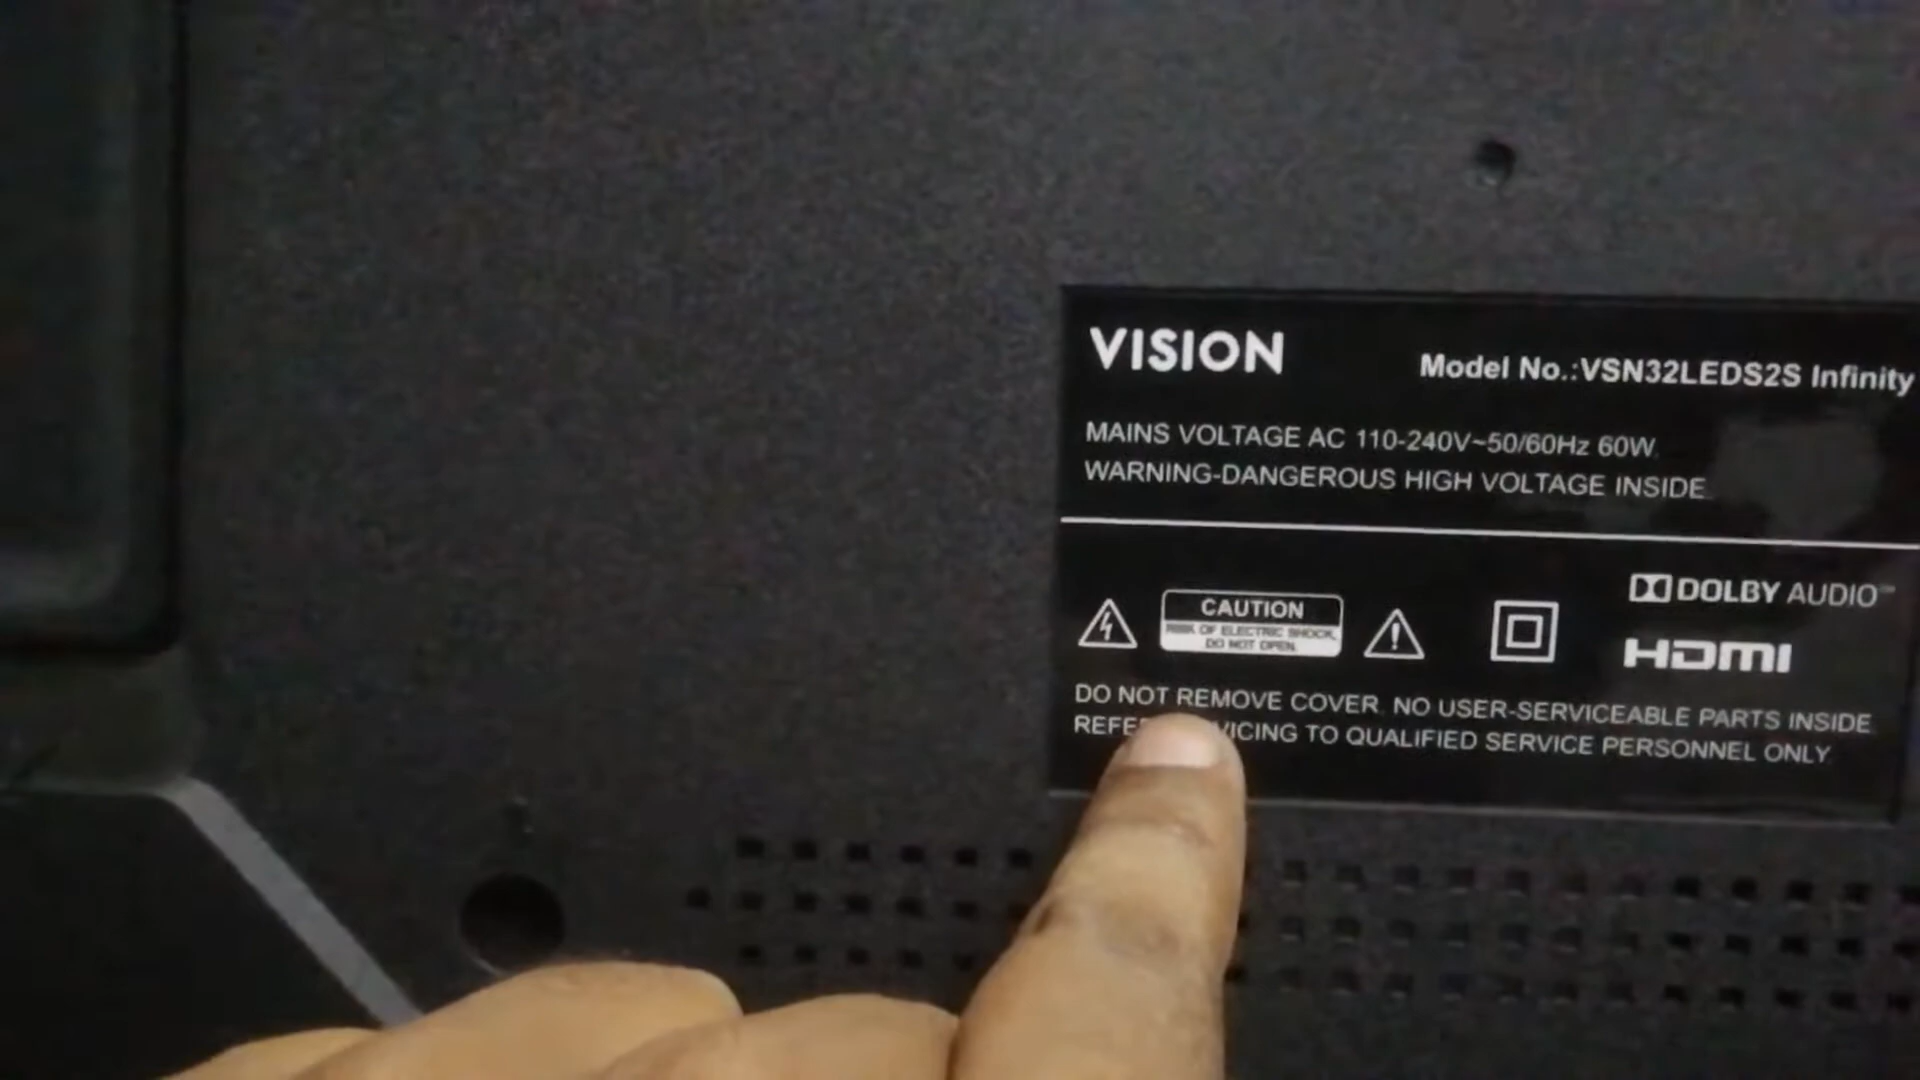 VISION
Model No.:VSN32LEDS2S Infinity
MAINS VOLTAGE AC 110-240V~50/60Hz 60W.
WARNING-DANGEROUS HIGH VOLTAGE INSIDE.
DOLBY AUDIO™
CAUTION
RISK OF ELECTRIC SHOCK,
DO NOT OPEN.
HDMI
DO NOT REMOVE COVER. NO USER-SERVICEABLE PARTS INSIDE.
TO QUALIFIED SERVICE PERSONNEL ONLY.